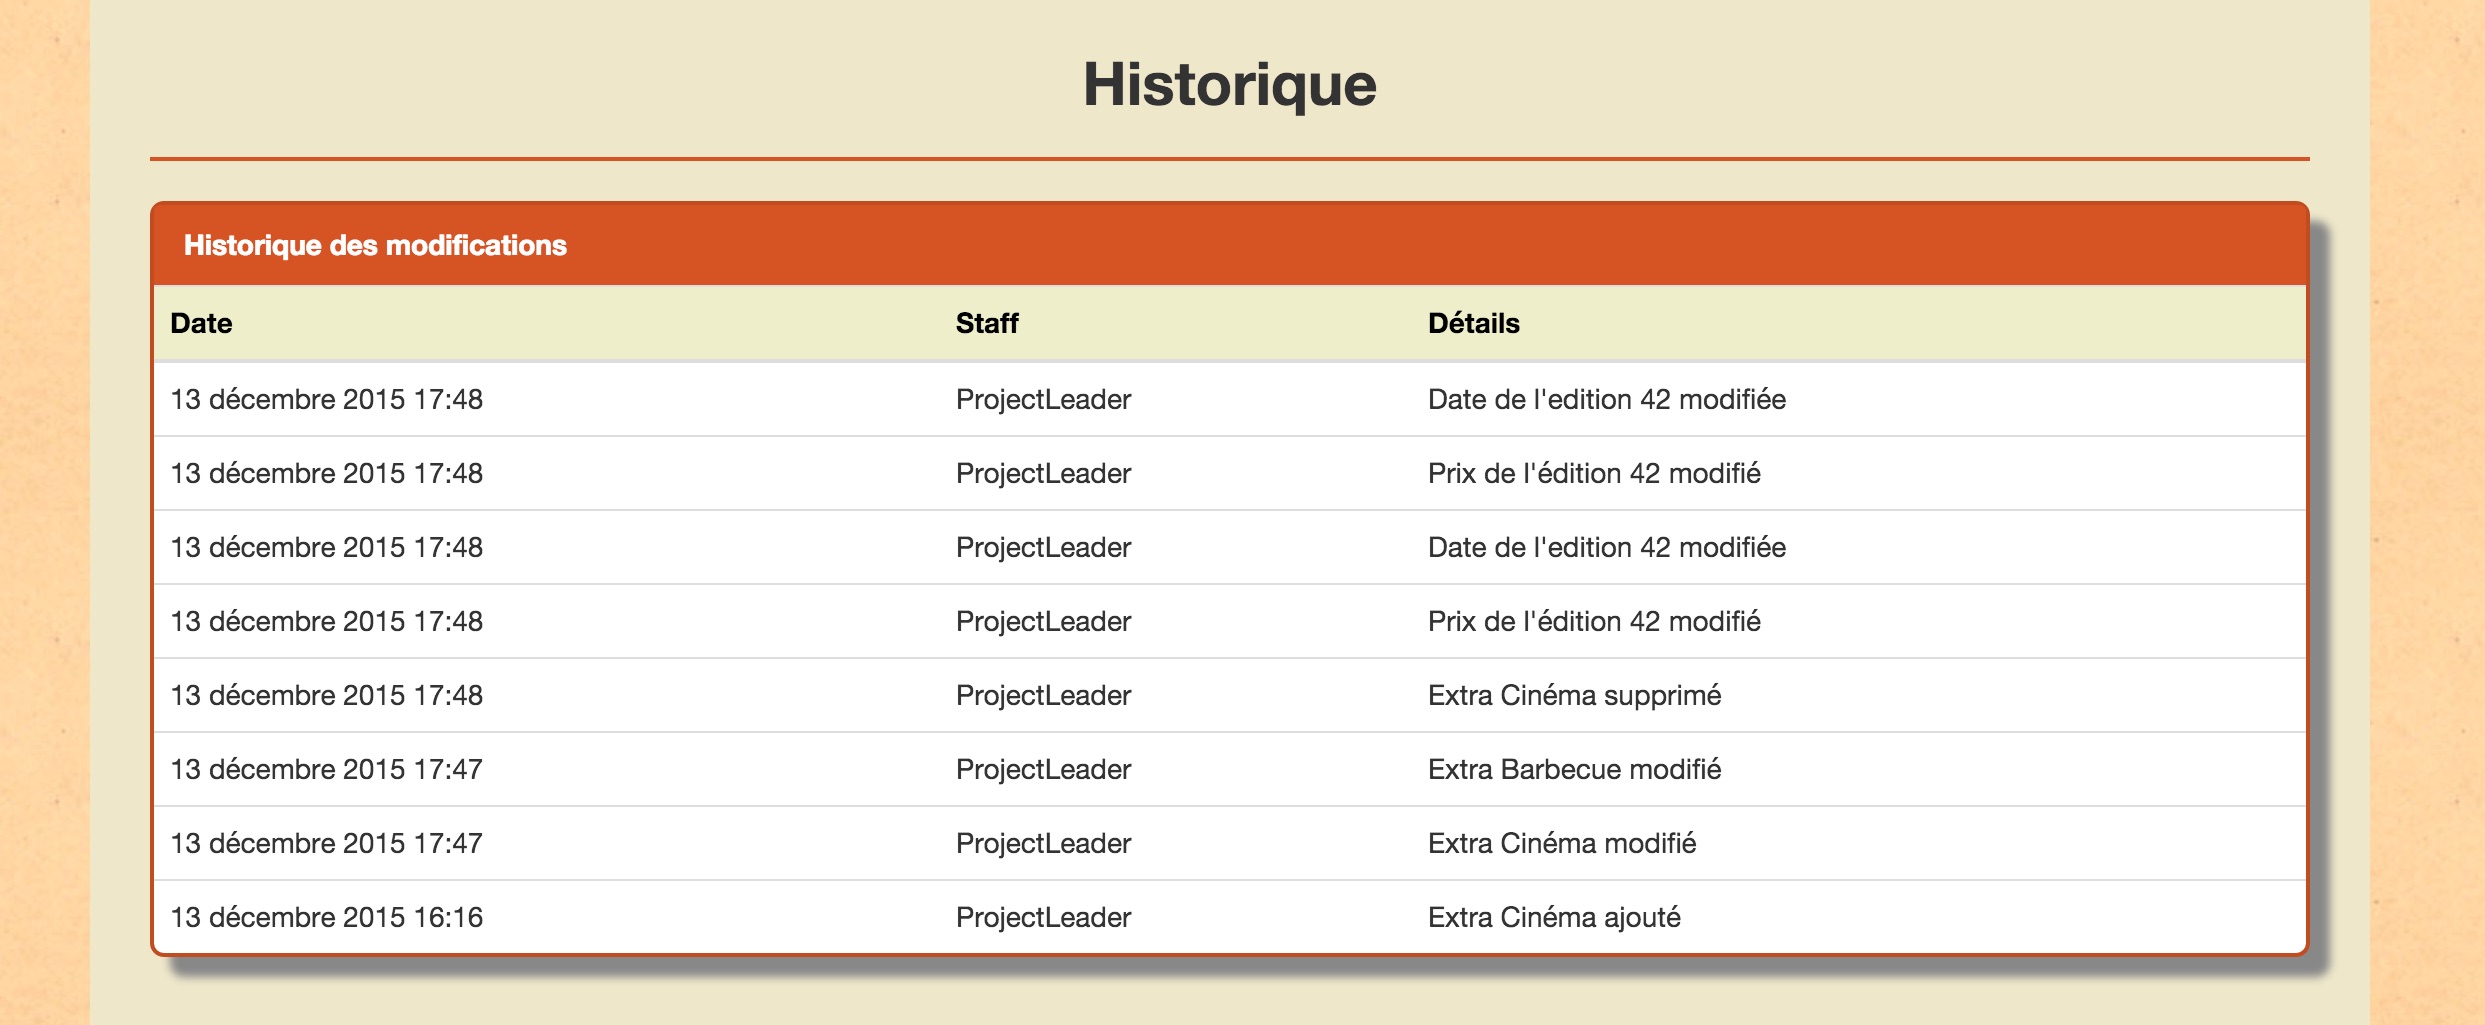 Historique
Historique des modifications
Date Staff Détails
13 décembre 2015 17:48 ProjectLeader Date de l'edition 42 modifiée
13 décembre 2015 17:48 ProjectLeader Prix de l'édition 42 modifié
13 décembre 2015 17:48 ProjectLeader Date de l'edition 42 modifiée
13 décembre 2015 17:48 ProjectLeader Prix de l'édition 42 modifié
13 décembre 2015 17:48 ProjectLeader Extra Cinéma supprimé
13 décembre 2015 17:47 ProjectLeader Extra Barbecue modifié
13 décembre 2015 17:47 ProjectLeader Extra Cinéma modifié
13 décembre 2015 16:16 ProjectLeader Extra Cinéma ajouté